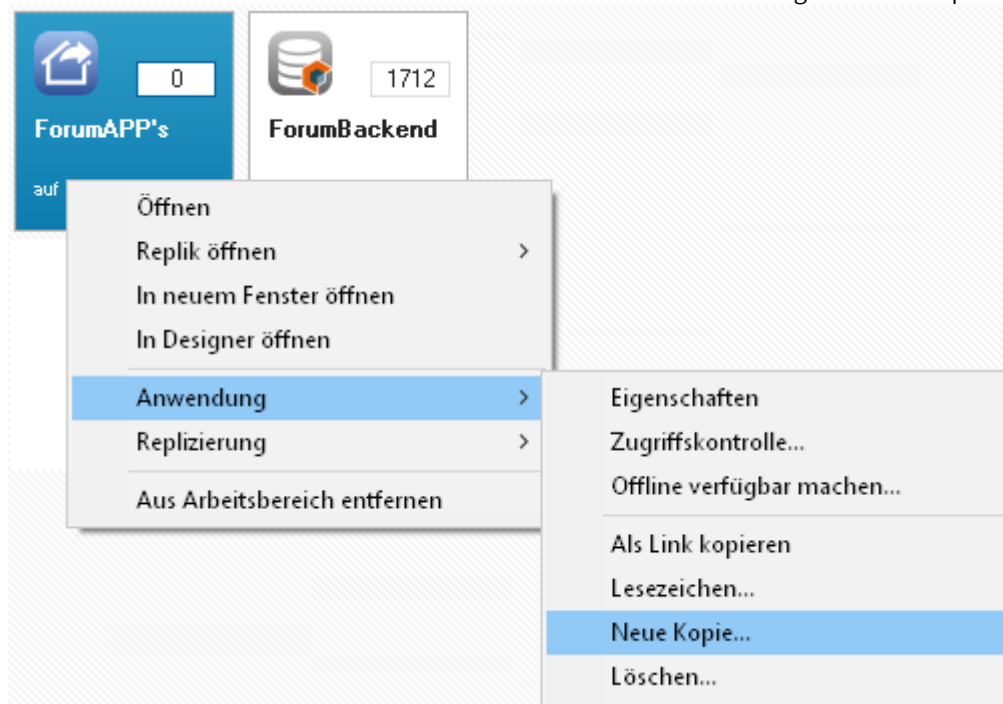 0
1712
ForumAPP's
ForumBackend
auf
Öffnen
Replik öffnen
In neuem Fenster öffnen
In Designer öffnen
Anwendung
Replizierung
Aus Arbeitsbereich entfernen
Eigenschaften
Zugriffskontrolle...
Offline verfügbar machen...
Als Link kopieren
Lesezeichen...
Neue Kopie...
Löschen...